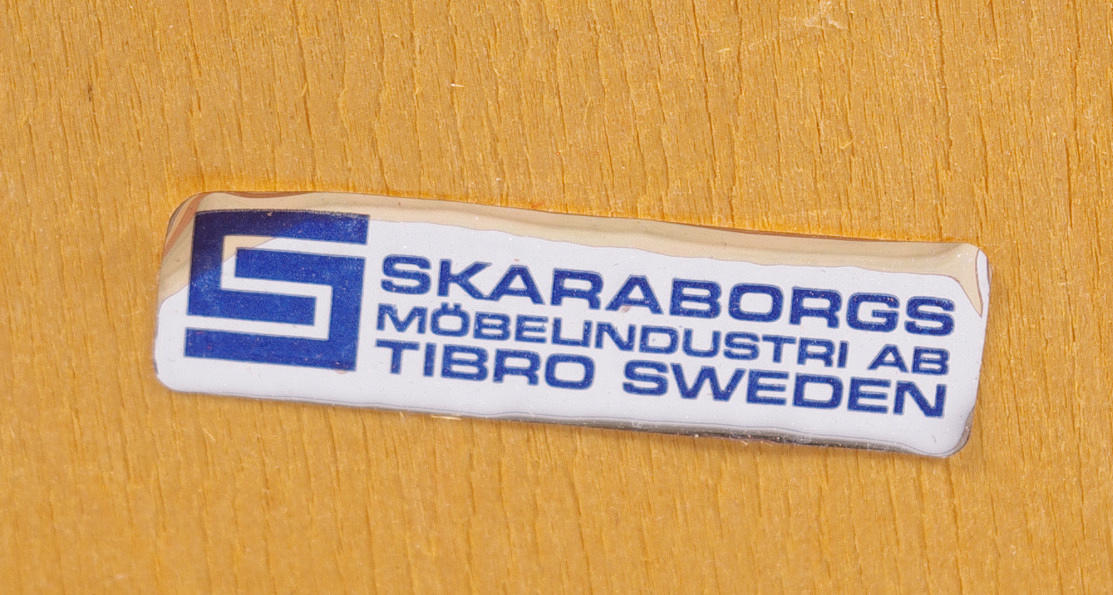 S
SKARABORGS
MÖBELINDUSTRI AB
TIBRO SWEDEN